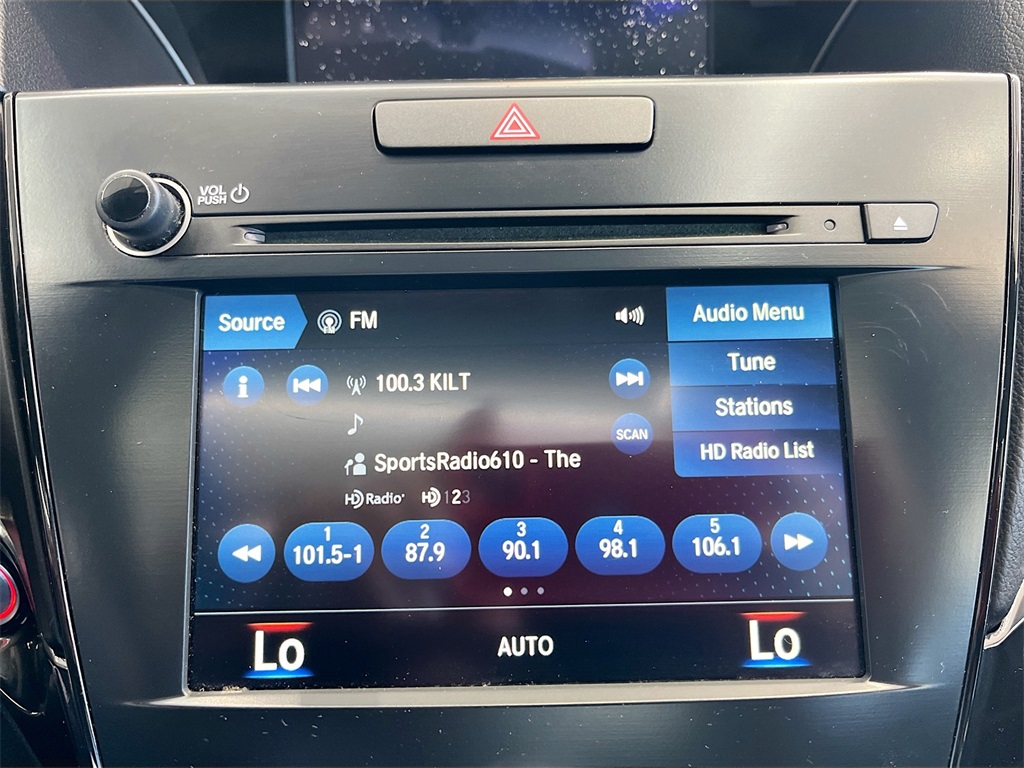 VOL
PUSH
Source
FM
Audio Menu
i
100.3 KILT
Tune
Stations
SCAN
HD Radio List
SportsRadio610 - The
HD Radio HD 123
1 2 3 4 5
101.5-1 87.9 90.1 98.1 106.1
Lo AUTO Lo